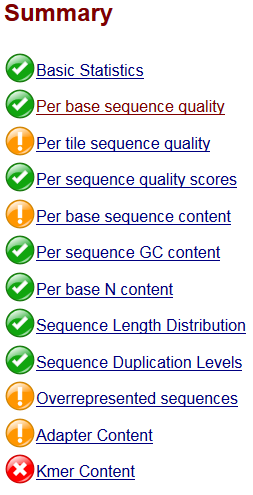 Summary
Basic Statistics
Per base sequence quality
Per tile sequence quality
Per sequence quality scores
Per base sequence content
Per sequence GC content
Per base N content
Sequence Length Distribution
Sequence Duplication Levels
Overrepresented sequences
Adapter Content
Kmer Content